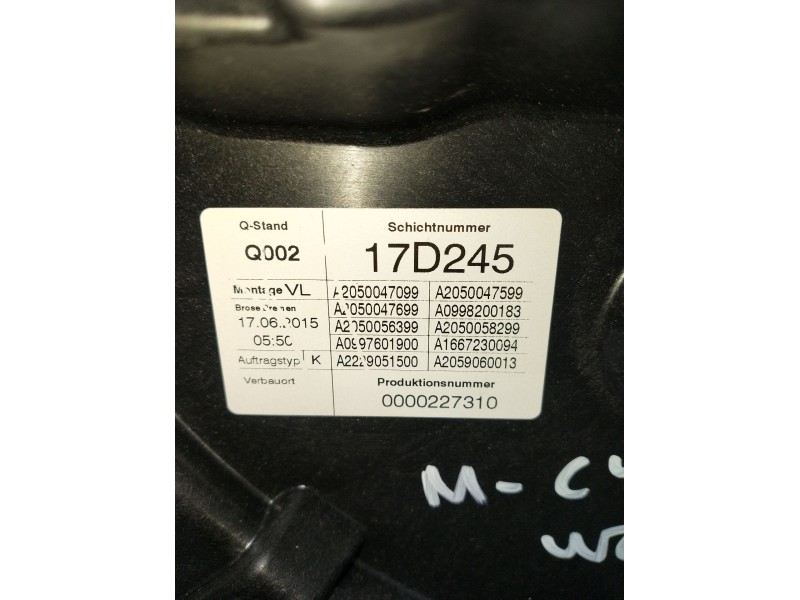 Q-Stand Schichtnummer
Q002 17D245
Montage VL A2050047099 A2050047599
Brose Bremen A2050047699 A0998200183
17.06.2015 A2050056399 A2050058299
05:50 A0997601900 A1667230094
Auftragstyp K A2229051500 A2059060013
Verbauort Produktionsnummer
0000227310
M-C